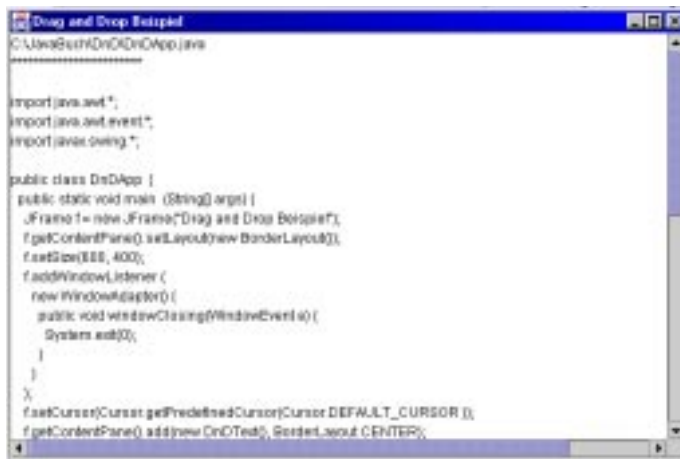 Drag and Drop Beispiel
C:\JavaBuch\DnD\DnDApp.java
**************************
import java.awt.*;
import java.awt.event.*;
import javax.swing.*;
public class DnDApp {
public static void main (String[] args) {
JFrame f = new JFrame("Drag and Drop Beispiel");
f.getContentPane().setLayout(new BorderLayout());
f.setSize(600, 400);
f.addWindowListener (
new WindowAdapter() {
public void windowClosing(WindowEvent e) {
System.exit(0);
}
}
);
f.setCursor(Cursor.getPredefinedCursor(Cursor.DEFAULT_CURSOR ));
f.getContentPane().add(new DnDText(), BorderLayout.CENTER);